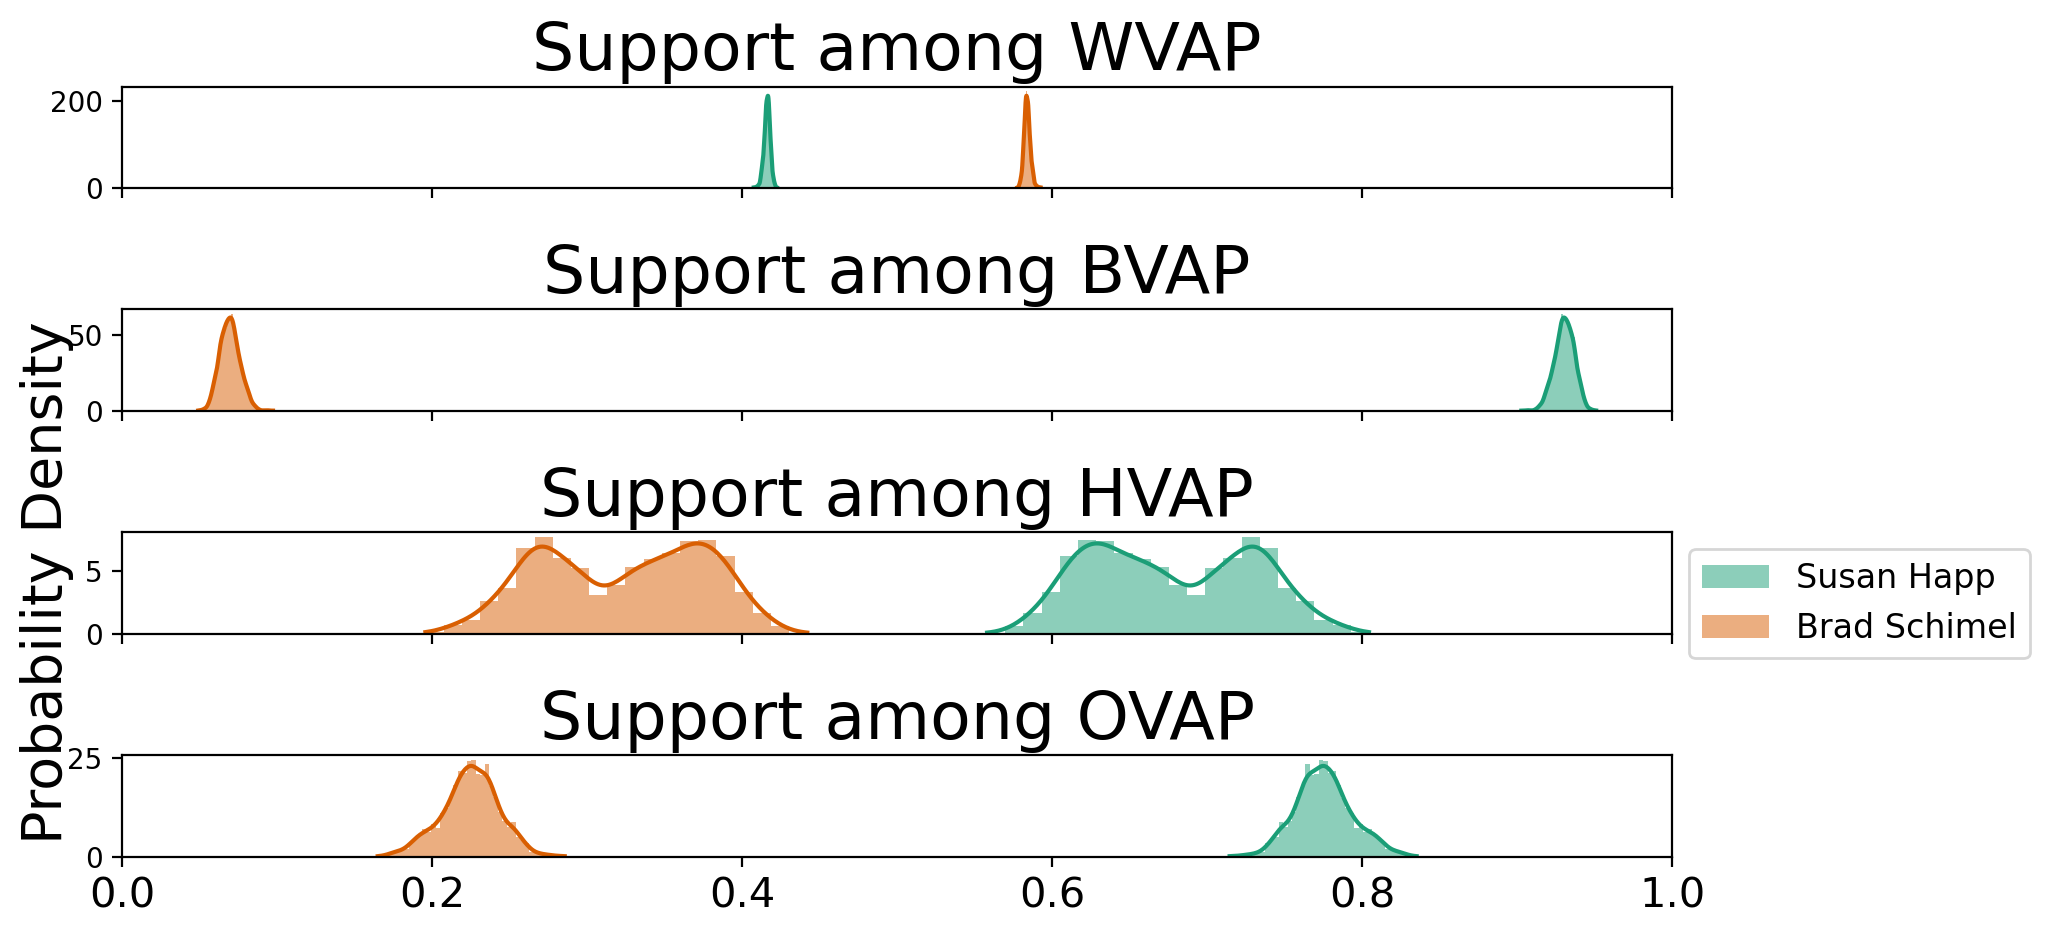 Support among WVAP
200
0
Support among BVAP
50
0
Support among HVAP
5
0
Support among OVAP
25
0
0.0 0.2 0.4 0.6 0.8 1.0
Probability Density
Susan Happ
Brad Schimel